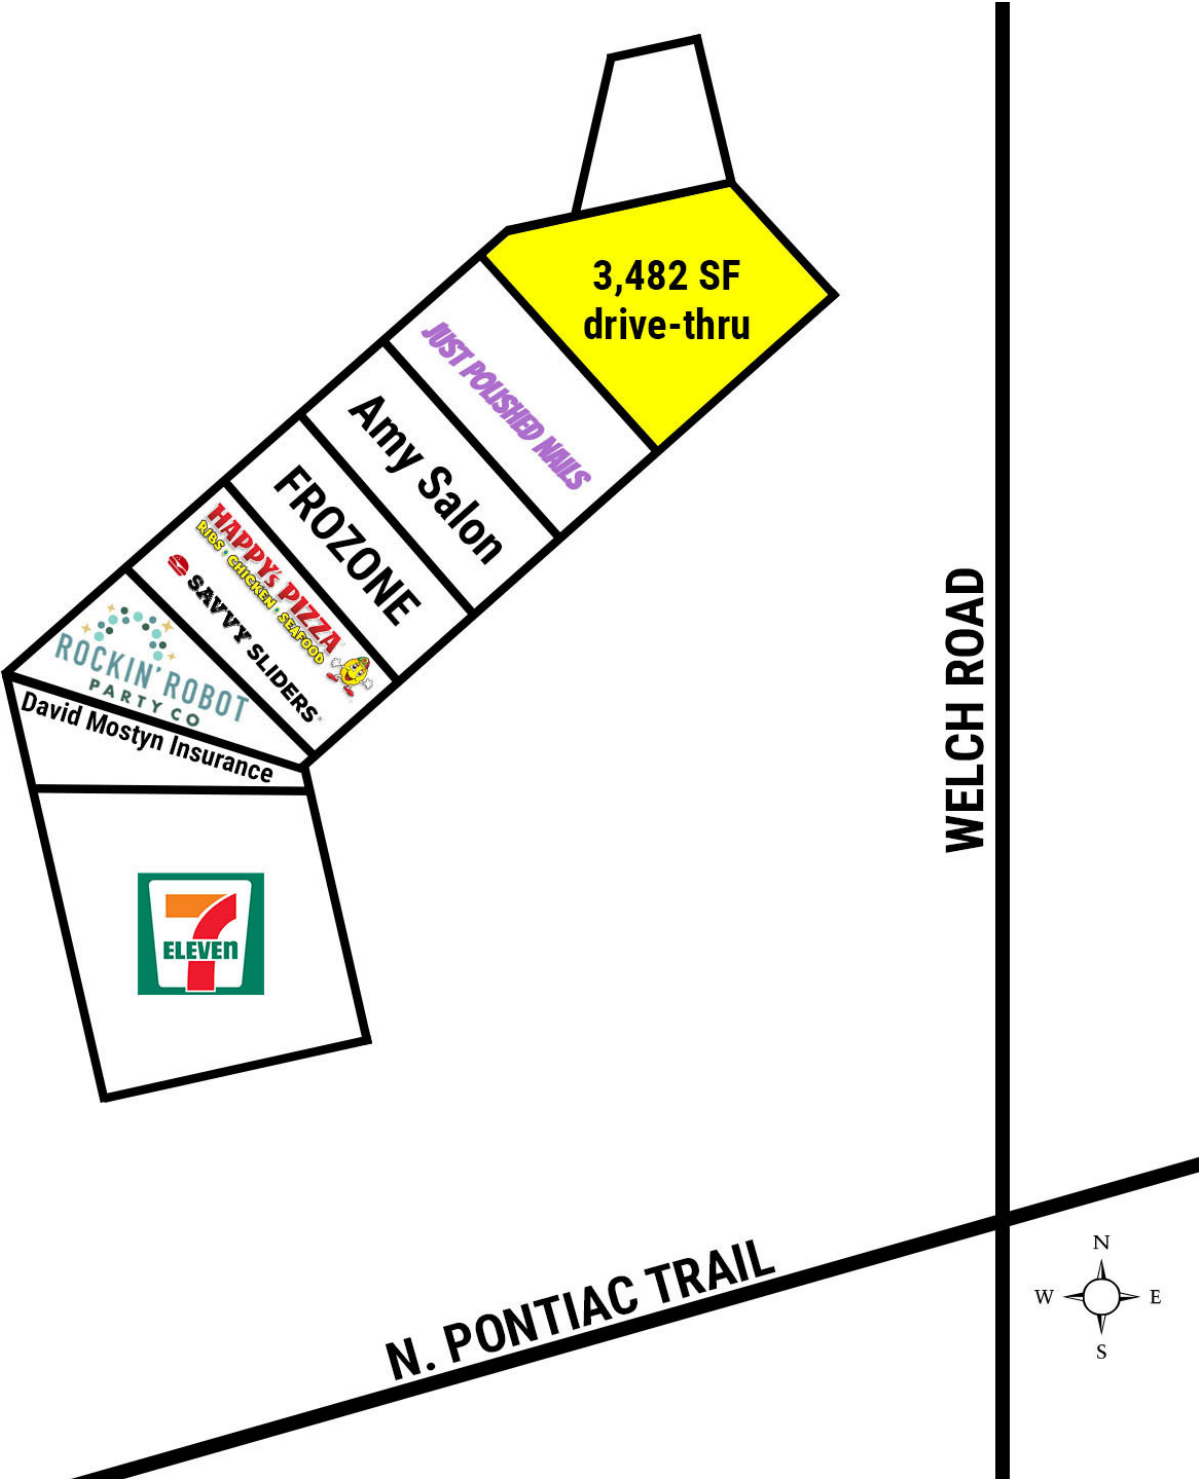 3,482 SF
drive-thru
JUST POLISHED NAILS
Amy Salon
FROZONE
HAPPY's PIZZA
RIBS · CHICKEN · SEAFOOD
SAVVY SLIDERS
ROCKIN' ROBOT
PARTY CO
David Mostyn Insurance
7
ELEVEN
WELCH ROAD
N. PONTIAC TRAIL
N
W E
S